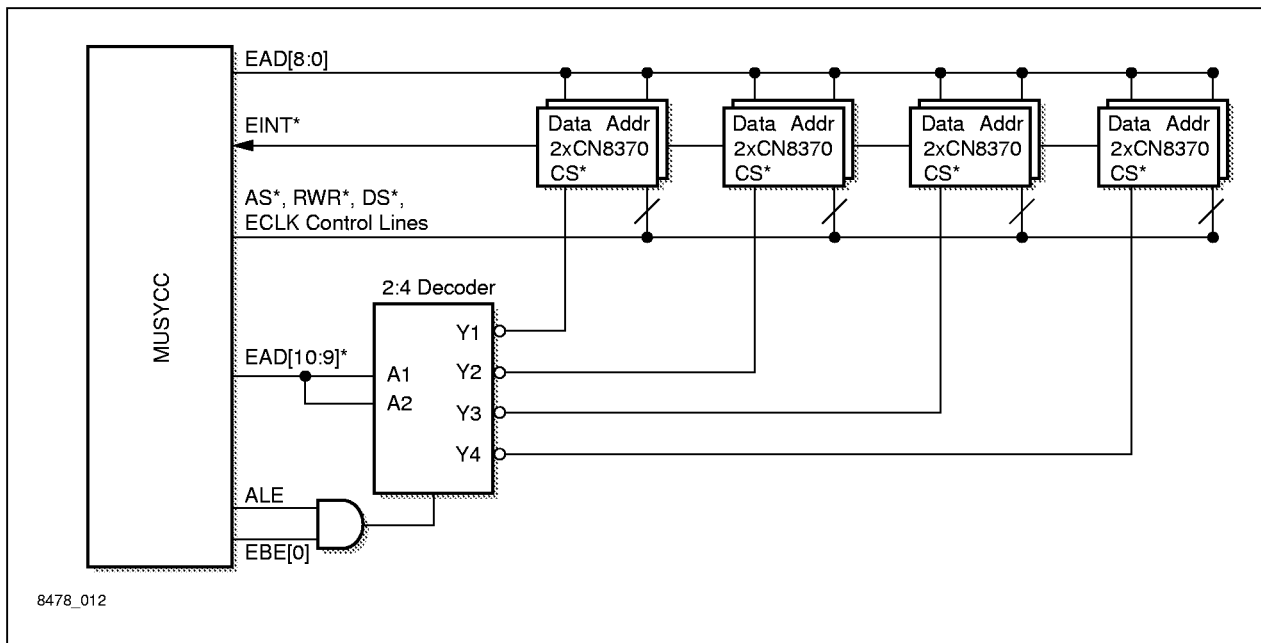 EAD[8:0]
EINT*
Data Addr
2xCN8370
CS*
Data Addr
2xCN8370
CS*
Data Addr
2xCN8370
CS*
Data Addr
2xCN8370
CS*
AS*, RWR*, DS*,
ECLK Control Lines
MUSYCC
2:4 Decoder
Y1
EAD[10:9]*
A1
Y2
A2
Y3
Y4
ALE
EBE[0]
8478_012